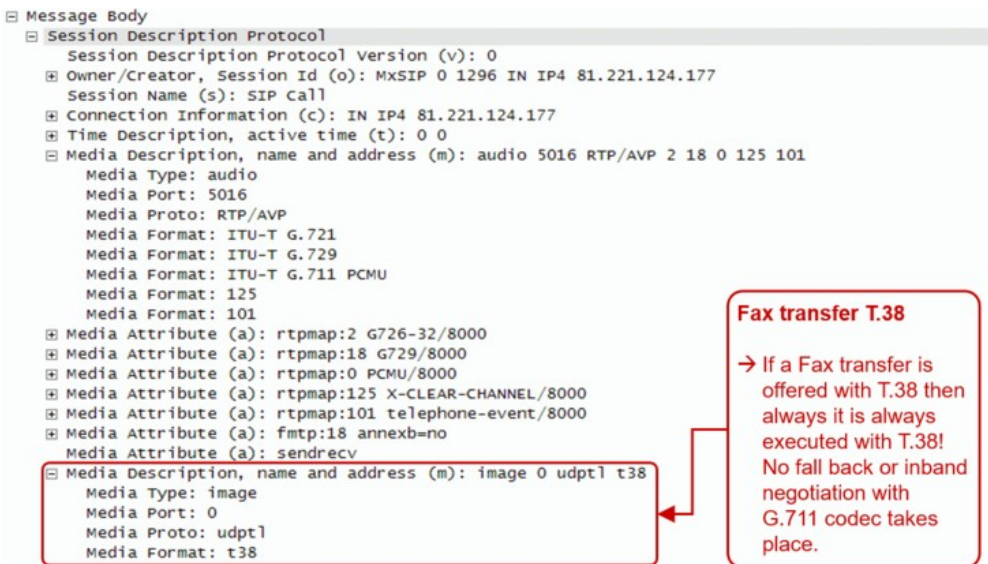 Message Body
Session Description Protocol
Session Description Protocol Version (v): 0
Owner/Creator, Session Id (o): MxSIP 0 1296 IN IP4 81.221.124.177
Session Name (s): SIP Call
Connection Information (c): IN IP4 81.221.124.177
Time Description, active time (t): 0 0
Media Description, name and address (m): audio 5016 RTP/AVP 2 18 0 125 101
Media Type: audio
Media Port: 5016
Media Proto: RTP/AVP
Media Format: ITU-T G.721
Media Format: ITU-T G.729
Media Format: ITU-T G.711 PCMU
Media Format: 125
Media Format: 101
Media Attribute (a): rtpmap:2 G726-32/8000
Media Attribute (a): rtpmap:18 G729/8000
Media Attribute (a): rtpmap:0 PCMU/8000
Media Attribute (a): rtpmap:125 X-CLEAR-CHANNEL/8000
Media Attribute (a): rtpmap:101 telephone-event/8000
Media Attribute (a): fmtp:18 annexb=no
Media Attribute (a): sendrecv
Media Description, name and address (m): image 0 udptl t38
Media Type: image
Media Port: 0
Media Proto: udptl
Media Format: t38
Fax transfer T.38
→ If a Fax transfer is
offered with T.38 then
always it is always
executed with T.38!
No fall back or inband
negotiation with
G.711 codec takes
place.